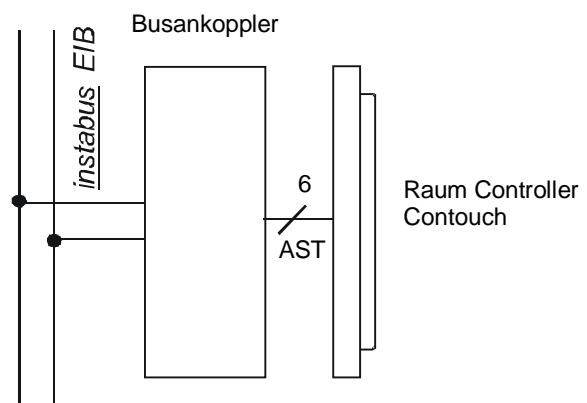 Busankoppler
instabus EIB
6
AST
Raum Controller
Contouch